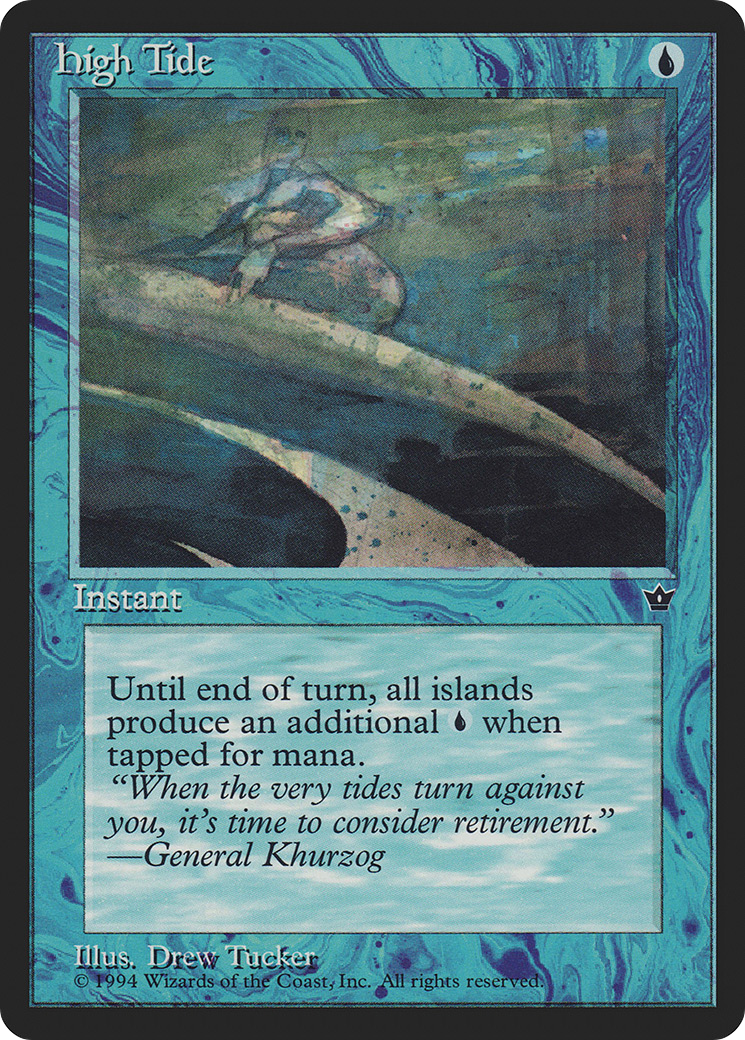 High Tide
Instant
Until end of turn, all islands
produce an additional when
tapped for mana.
“When the very tides turn against
you, it’s time to consider retirement.”
—General Khurzog
Illus. Drew Tucker
© 1994 Wizards of the Coast, Inc. All rights reserved.